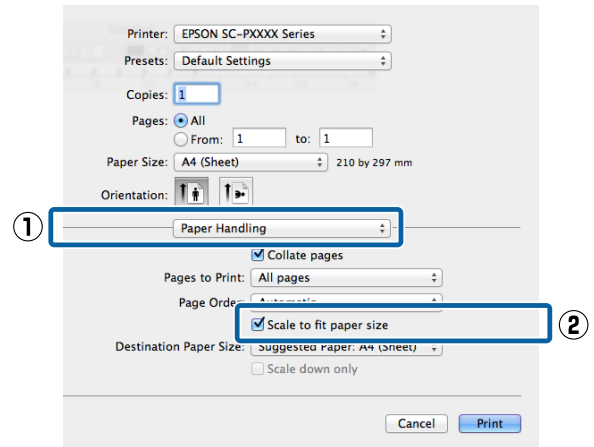 Printer: EPSON SC-PXXXX Series
Presets: Default Settings
Copies: 1
Pages: All
From: 1 to: 1
Paper Size: A4 (Sheet) 210 by 297 mm
Orientation:
① Paper Handling
Collate pages
Pages to Print: All pages
Page Order: Automatic
Scale to fit paper size ②
Destination Paper Size: Suggested Paper: A4 (Sheet)
Scale down only
Cancel Print